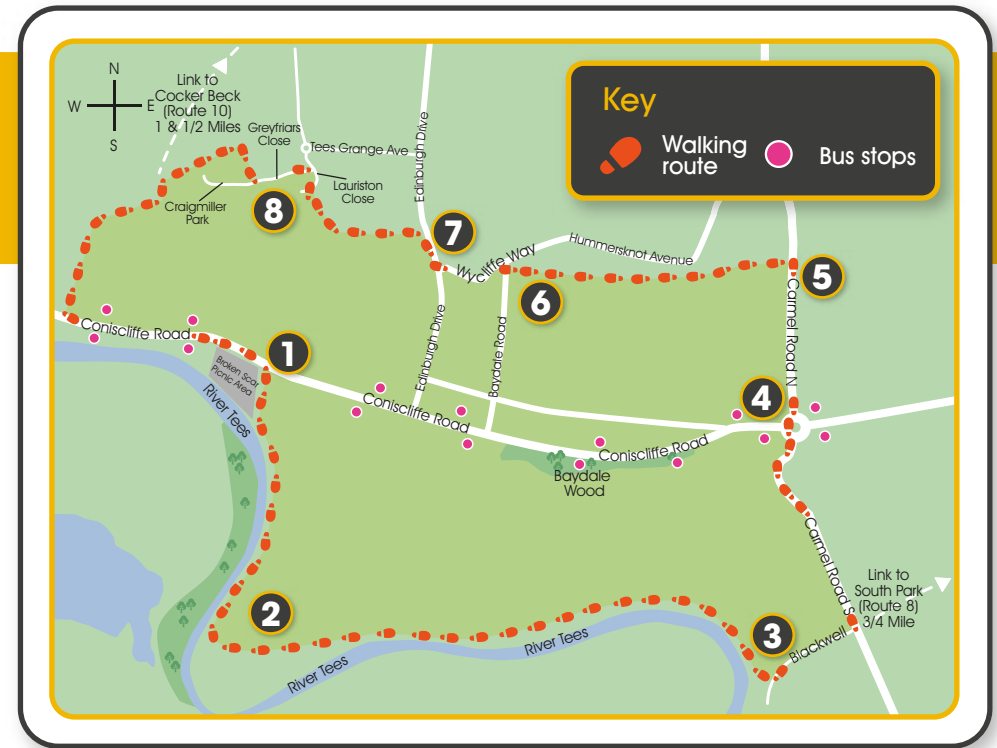 N
W
E
S
Link to
Cocker Beck
(Route 10)
1 & 1/2 Miles
Greyfriars
Close
Tees Grange Ave
Lauriston
Close
Craigmiller
Park
Edinburgh Drive
Key
Walking
route
Bus stops
8
7
Wycliffe Way
Hummersknot Avenue
6
5
Carmel Road N
Coniscliffe Road
1
Broken Scar
Picnic Area
River Tees
Edinburgh Drive
Baydale Road
Coniscliffe Road
4
Coniscliffe Road
Baydale
Wood
Carmel Road S
Link to
South Park
(Route 8)
3/4 Mile
2
3
Blackwell
River Tees
River Tees